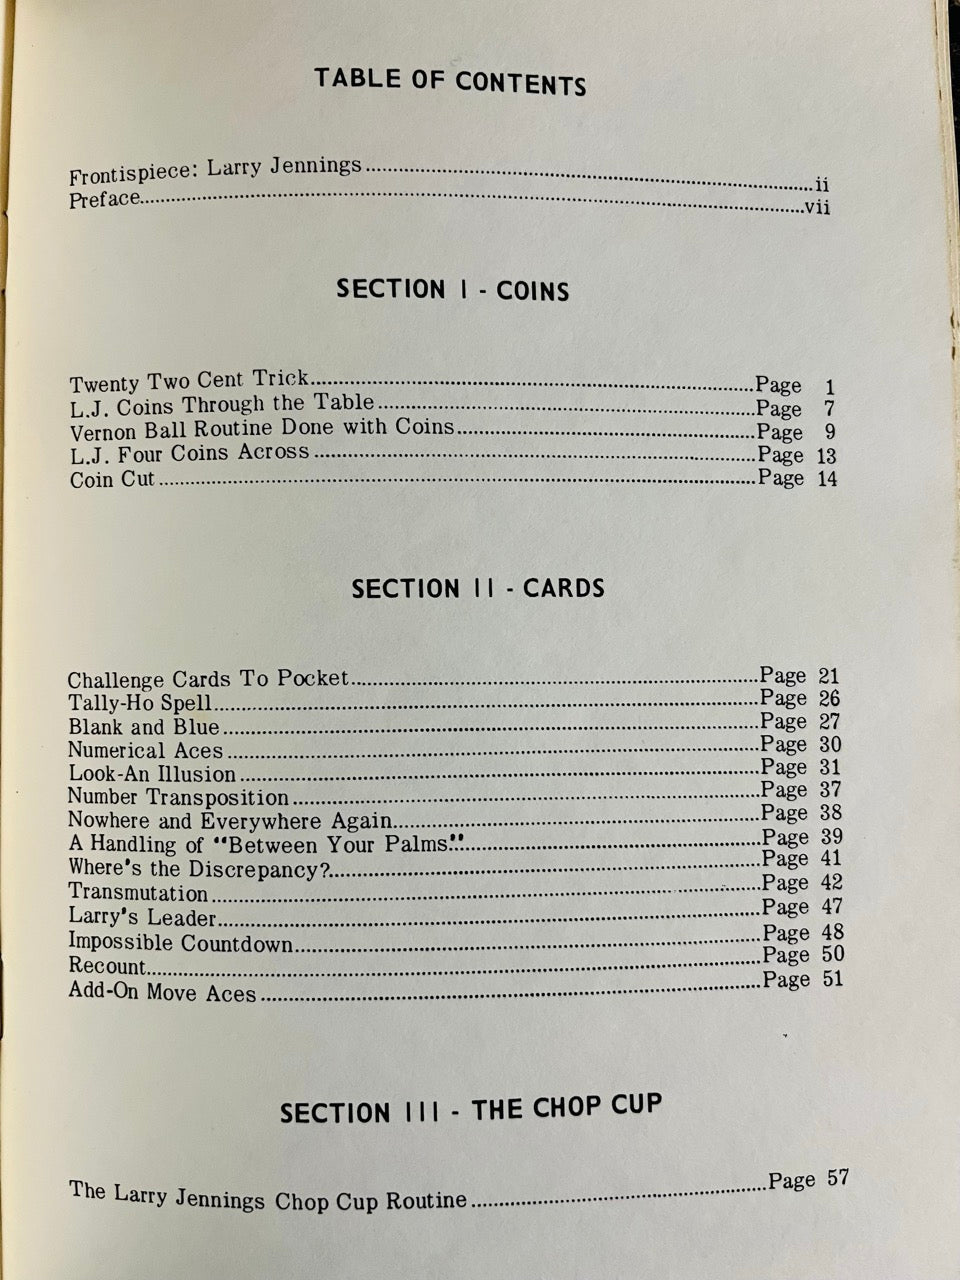 TABLE OF CONTENTS
Frontispiece: Larry Jennings....................ii
Preface....................vii
SECTION I - COINS
Twenty Two Cent Trick....................Page 1
L.J. Coins Through the Table....................Page 7
Vernon Ball Routine Done with Coins....................Page 9
L.J. Four Coins Across....................Page 13
Coin Cut....................Page 14
SECTION II - CARDS
Challenge Cards To Pocket....................Page 21
Tally-Ho Spell....................Page 26
Blank and Blue....................Page 27
Numerical Aces....................Page 30
Look-An Illusion....................Page 31
Number Transposition....................Page 37
Nowhere and Everywhere Again....................Page 38
A Handling of "Between Your Palms!"....................Page 39
Where's the Discrepancy?....................Page 41
Transmutation....................Page 42
Larry's Leader....................Page 47
Impossible Countdown....................Page 48
Recount....................Page 50
Add-On Move Aces....................Page 51
SECTION III - THE CHOP CUP
The Larry Jennings Chop Cup Routine....................Page 57